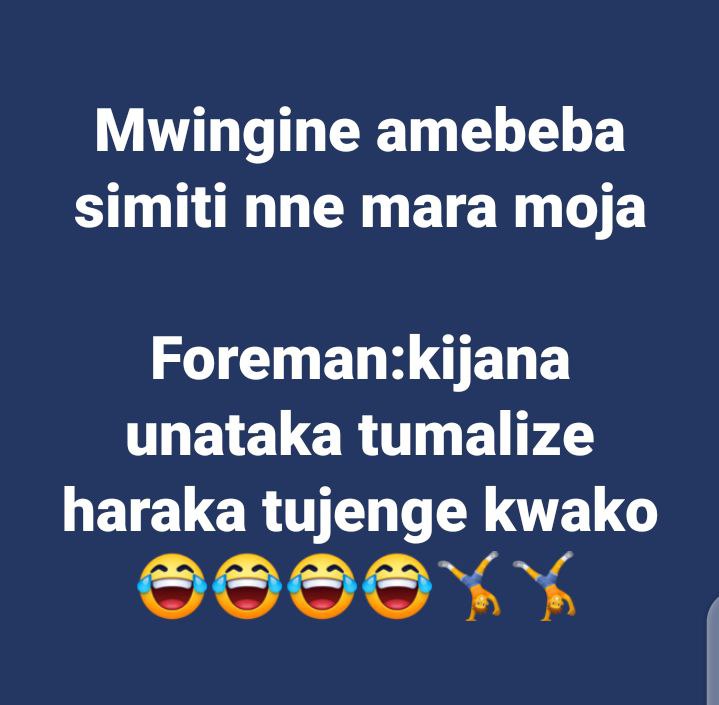 Mwingine amebeba
simiti nne mara moja
Foreman:kijana
unataka tumalize
haraka tujenge kwako
😂😂😂😂🤸🤸